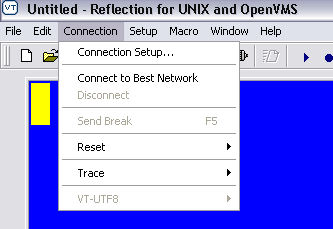 VT Untitled - Reflection for UNIX and OpenVMS
File Edit Connection Setup Macro Window Help
Connection Setup...
Connect to Best Network
Disconnect
Send Break F5
Reset
Trace
VT-UTF8